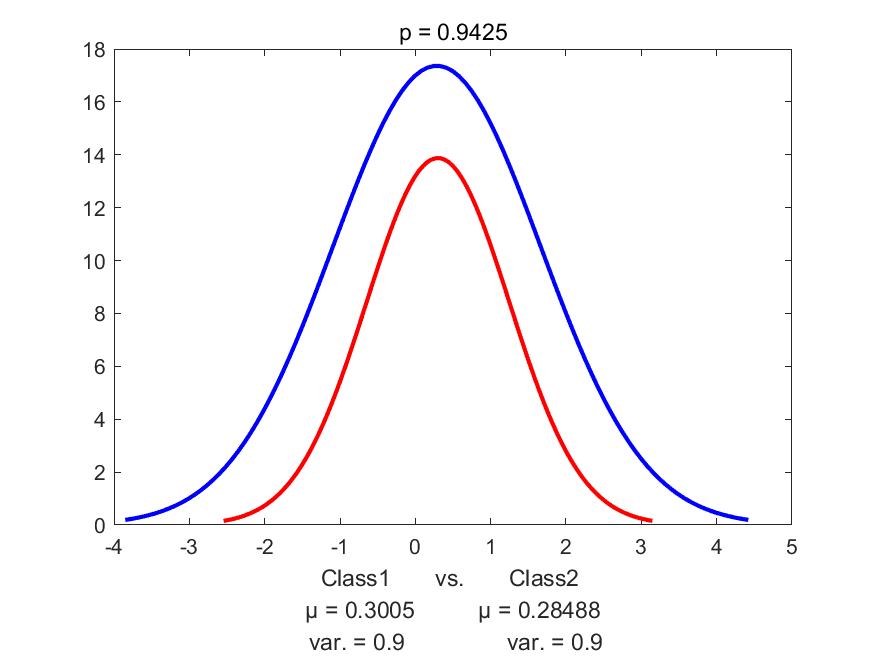 p = 0.9425
18
16
14
12
10
8
6
4
2
0
-4 -3 -2 -1 0 1 2 3 4 5
Class1 vs. Class2
μ = 0.3005 μ = 0.28488
var. = 0.9 var. = 0.9